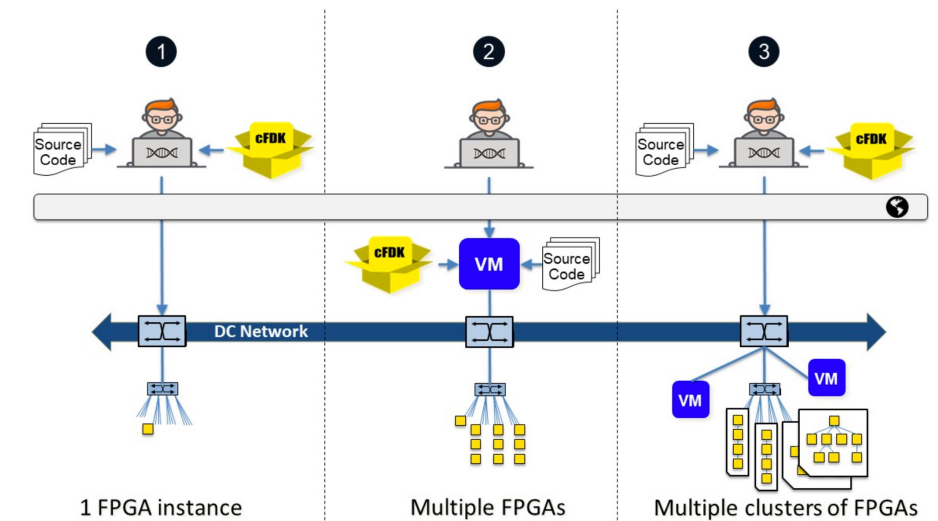 1
2
3
Source
Code
cFDK
Source
Code
cFDK
cFDK
VM
Source
Code
DC Network
VM
VM
1 FPGA instance
Multiple FPGAs
Multiple clusters of FPGAs